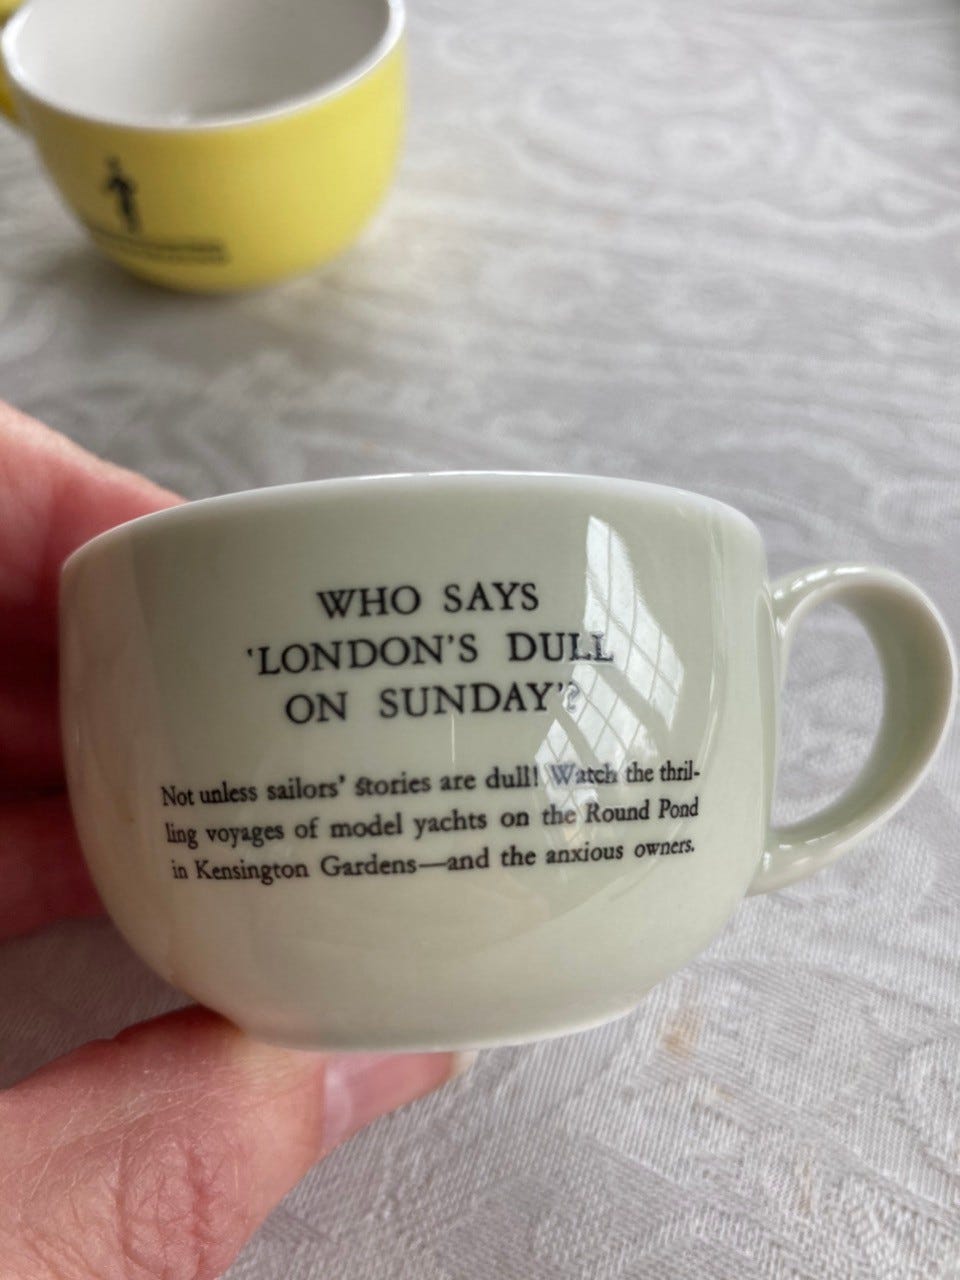 WHO SAYS
'LONDON'S DULL
ON SUNDAY'?
Not unless sailors' stories are dull! Watch the thril-
ling voyages of model yachts on the Round Pond
in Kensington Gardens—and the anxious owners.